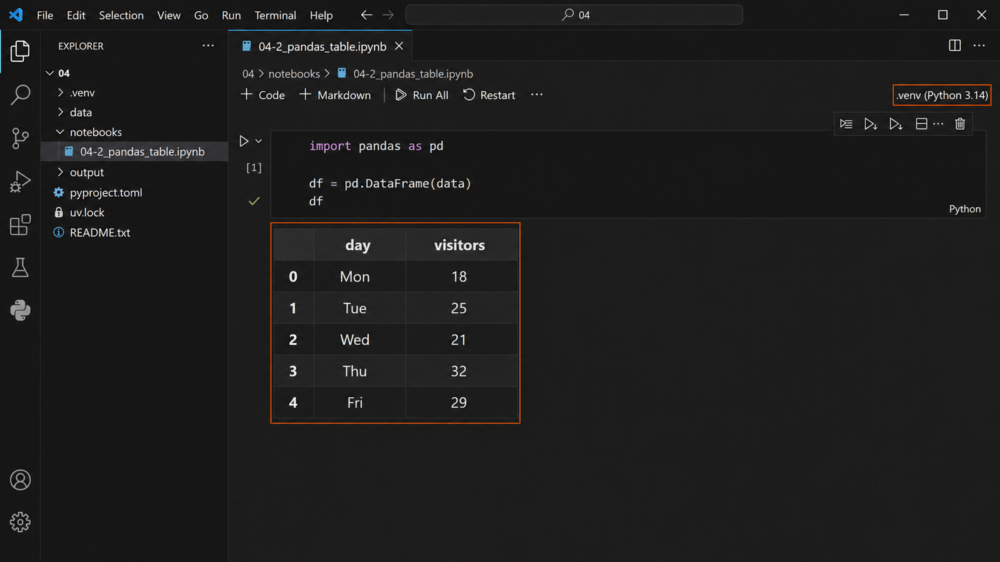 File Edit Selection View Go Run Terminal Help
04
EXPLORER
04
.venv
data
notebooks
04-2_pandas_table.ipynb
output
pyproject.toml
uv.lock
README.txt
04-2_pandas_table.ipynb
04 > notebooks > 04-2_pandas_table.ipynb
+ Code + Markdown Run All Restart ...
.venv (Python 3.14)
import pandas as pd
[1]
df = pd.DataFrame(data)
df
Python
day visitors
0 Mon 18
1 Tue 25
2 Wed 21
3 Thu 32
4 Fri 29